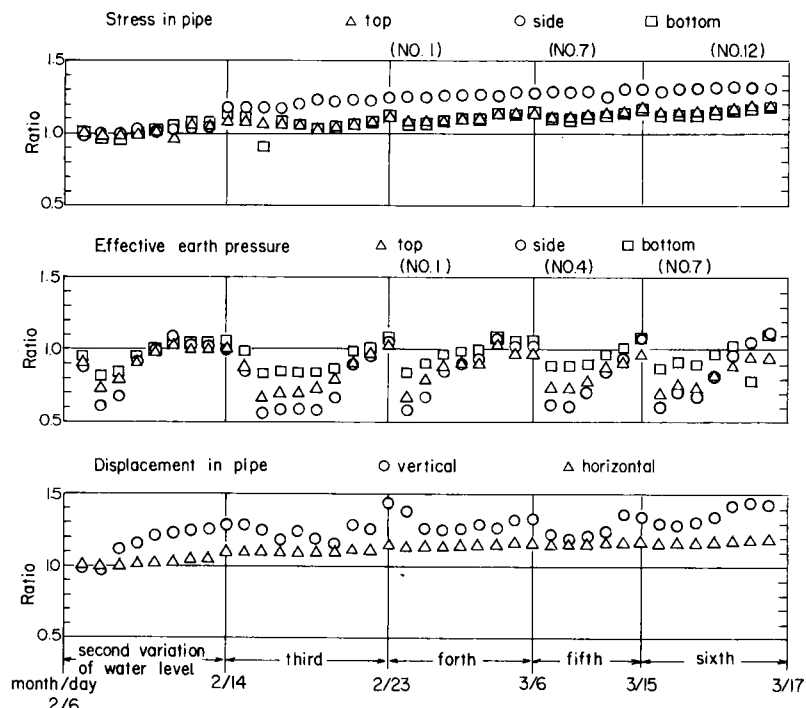 Stress in pipe △ top ○ side □ bottom
(NO. 1) (NO.7) (NO.12)
1.5
1.0
0.5
Ratio
Effective earth pressure △ top ○ side □ bottom
(NO.1) (NO.4) (NO.7)
1.5
1.0
0.5
Ratio
Displacement in pipe ○ vertical △ horizontal
1.5
1.0
0.5
Ratio
second variation of water level third forth fifth sixth
month/day
2/6 2/14 2/23 3/6 3/15 3/17